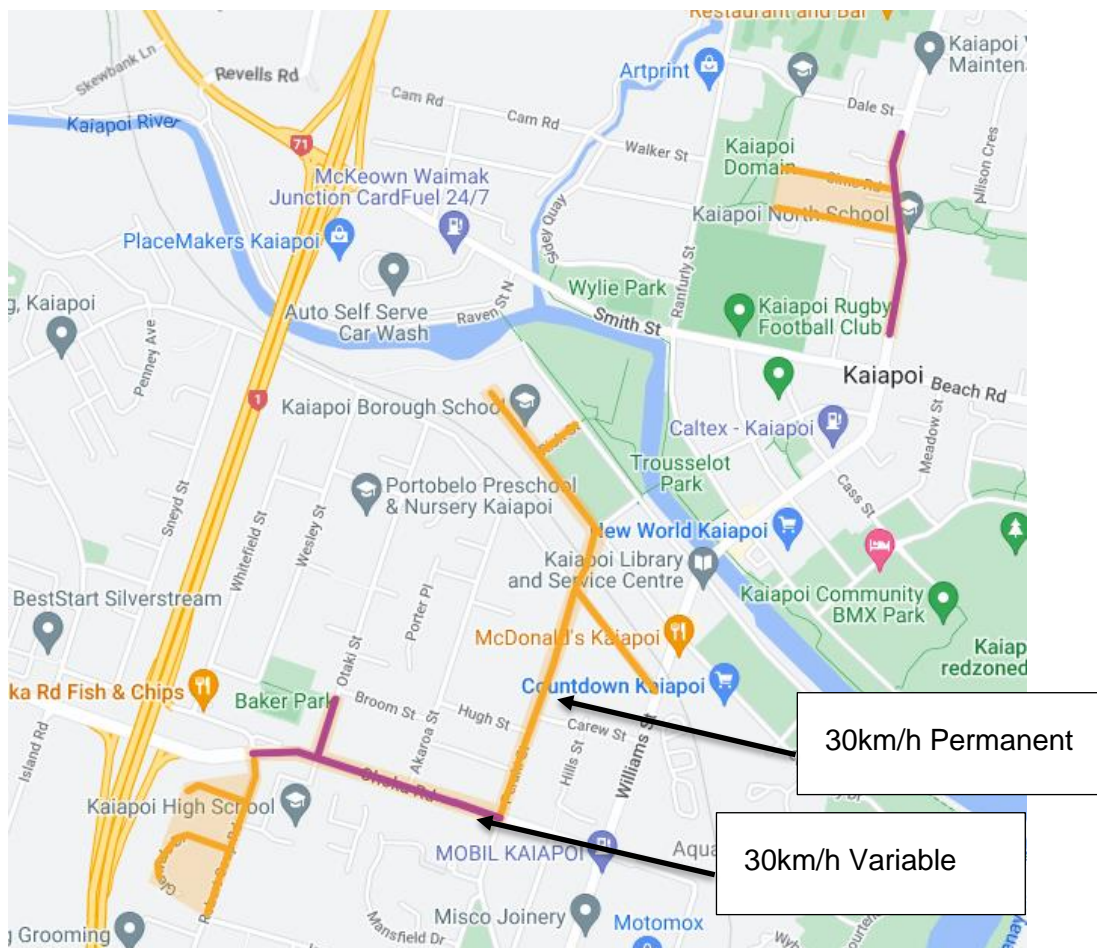 Restaurant and Bar
Skewbank Ln
Revells Rd
Artprint
Kaiapoi
Maintena
Cam Rd
Cam Rd
Dale St
Kaiapoi River
71
Walker St
Kaiapoi
Domain
Allison Cres
McKeown Waimak
Junction CardFuel 24/7
Sims Rd
Kaiapoi North School
PlaceMakers Kaiapoi
Sidey Quay
Ranfurly St
g, Kaiapoi
Auto Self Serve
Car Wash
Raven St N
Wylie Park
Smith St
Kaiapoi Rugby
Football Club
Penney Ave
Kaiapoi
Beach Rd
1
Kaiapoi Borough School
Caltex - Kaiapoi
Meadow St
Trousselot
Park
Cass St
Portobelo Preschool
& Nursery Kaiapoi
Sneyd St
Whitefield St
Wesley St
New World Kaiapoi
Kaiapoi Library
and Service Centre
Kaiapoi Community
BMX Park
BestStart Silverstream
Porter Pl
McDonald's Kaiapoi
Kaiap
redzoned
Otaki St
ka Rd Fish & Chips
Baker Park
Countdown Kaiapoi
Broom St
Hugh St
Carew St
Island Rd
Akaroa St
Hills St
Williams St
30km/h Permanent
Ohoka Rd
Kaiapoi High School
30km/h Variable
MOBIL KAIAPOI
Aqua
Misco Joinery
Mansfield Dr
Motomox
g Grooming